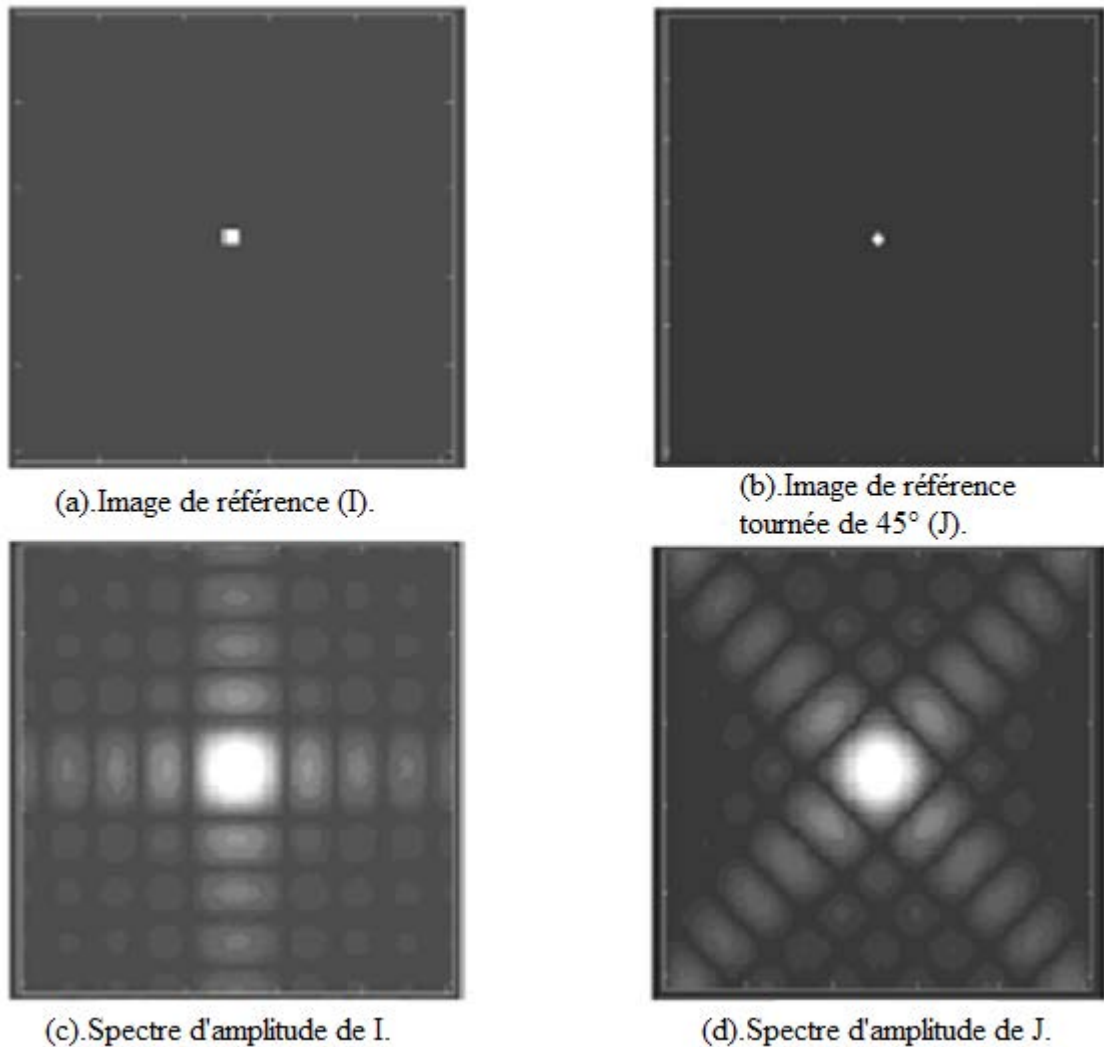 (a).Image de référence (I).
(b).Image de référence
tournée de 45° (J).
(c).Spectre d'amplitude de I.
(d).Spectre d'amplitude de J.